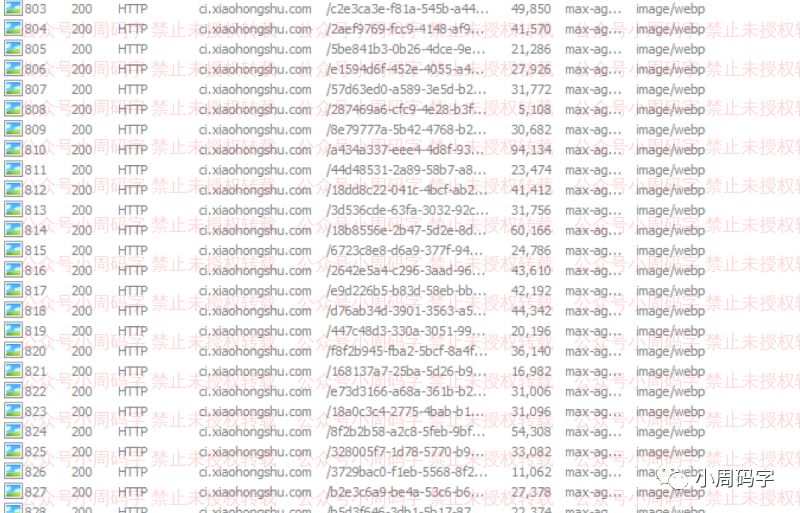 803 200 HTTP ci.xiaohongshu.com /c2e3ca3e-f81a-545b-a44... 49,850 max-ag... image/webp
804 200 HTTP ci.xiaohongshu.com /2aef9769-fcc9-4148-af9... 41,570 max-ag... image/webp
805 200 HTTP ci.xiaohongshu.com /5be841b3-0b26-4dce-9e... 21,286 max-ag... image/webp
806 200 HTTP ci.xiaohongshu.com /e1594d6f-452e-4055-a4... 27,926 max-ag... image/webp
807 200 HTTP ci.xiaohongshu.com /57d63ed0-a589-3e5d-b2... 31,772 max-ag... image/webp
808 200 HTTP ci.xiaohongshu.com /287469a6-cfc9-4e28-b3f... 5,108 max-ag... image/webp
809 200 HTTP ci.xiaohongshu.com /8e79777a-5b42-4768-b2... 30,682 max-ag... image/webp
810 200 HTTP ci.xiaohongshu.com /a434a337-eee4-4d8f-93... 94,134 max-ag... image/webp
811 200 HTTP ci.xiaohongshu.com /44d48531-2a89-58b7-a8... 23,474 max-ag... image/webp
812 200 HTTP ci.xiaohongshu.com /18dd8c22-041c-4bcf-ab2... 41,412 max-ag... image/webp
813 200 HTTP ci.xiaohongshu.com /3d536cde-63fa-3032-92c... 31,756 max-ag... image/webp
814 200 HTTP ci.xiaohongshu.com /18b8556e-2b47-5d2e-8d... 60,166 max-ag... image/webp
815 200 HTTP ci.xiaohongshu.com /6723c8e8-d6a9-377f-94... 24,786 max-ag... image/webp
816 200 HTTP ci.xiaohongshu.com /2642e5a4-c296-3aad-96... 43,610 max-ag... image/webp
817 200 HTTP ci.xiaohongshu.com /e9d226b5-b83d-58eb-bb... 42,192 max-ag... image/webp
818 200 HTTP ci.xiaohongshu.com /d76ab34d-3901-3563-a5... 44,342 max-ag... image/webp
819 200 HTTP ci.xiaohongshu.com /447c48d3-330a-3051-99... 20,196 max-ag... image/webp
820 200 HTTP ci.xiaohongshu.com /f8f2b945-fba2-5bcf-8a4f... 36,140 max-ag... image/webp
821 200 HTTP ci.xiaohongshu.com /168137a7-25ba-5d26-b9... 16,982 max-ag... image/webp
822 200 HTTP ci.xiaohongshu.com /e73d3166-a68a-361b-b2... 31,006 max-ag... image/webp
823 200 HTTP ci.xiaohongshu.com /18a0c3c4-2775-4bab-b1... 31,096 max-ag... image/webp
824 200 HTTP ci.xiaohongshu.com /8f2b2b58-a2c8-5feb-9bf... 54,308 max-ag... image/webp
825 200 HTTP ci.xiaohongshu.com /328005f7-1d78-5770-b9... 33,082 max-ag... image/webp
826 200 HTTP ci.xiaohongshu.com /3729bac0-f1eb-5568-8f2... 11,062 max-ag... image/webp
827 200 HTTP ci.xiaohongshu.com /b2e3c6a9-be4a-53c6-b6... 27,378 max-ag... image/webp
828 200 HTTP ci.xiaohongshu.com /b5d3f646-3db1-5b17-87... 22,374 max-ag... image/webp
公众号小周码字 禁止未授权转载
小周码字